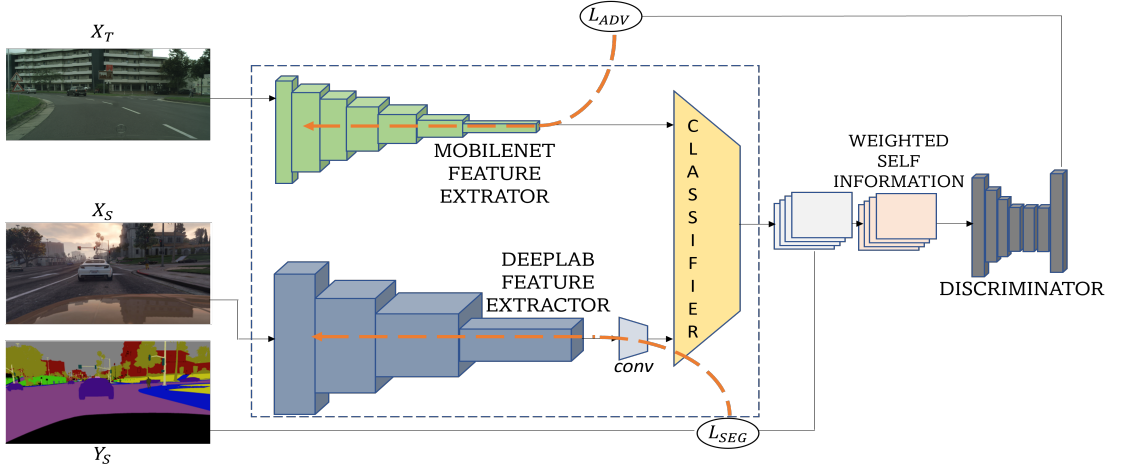 X_T
L_ADV
MOBILENET
FEATURE
EXTRATOR
C
L
A
S
S
I
F
I
E
R
WEIGHTED
SELF
INFORMATION
X_S
DEEPLAB
FEATURE
EXTRACTOR
conv
DISCRIMINATOR
L_SEG
Y_S